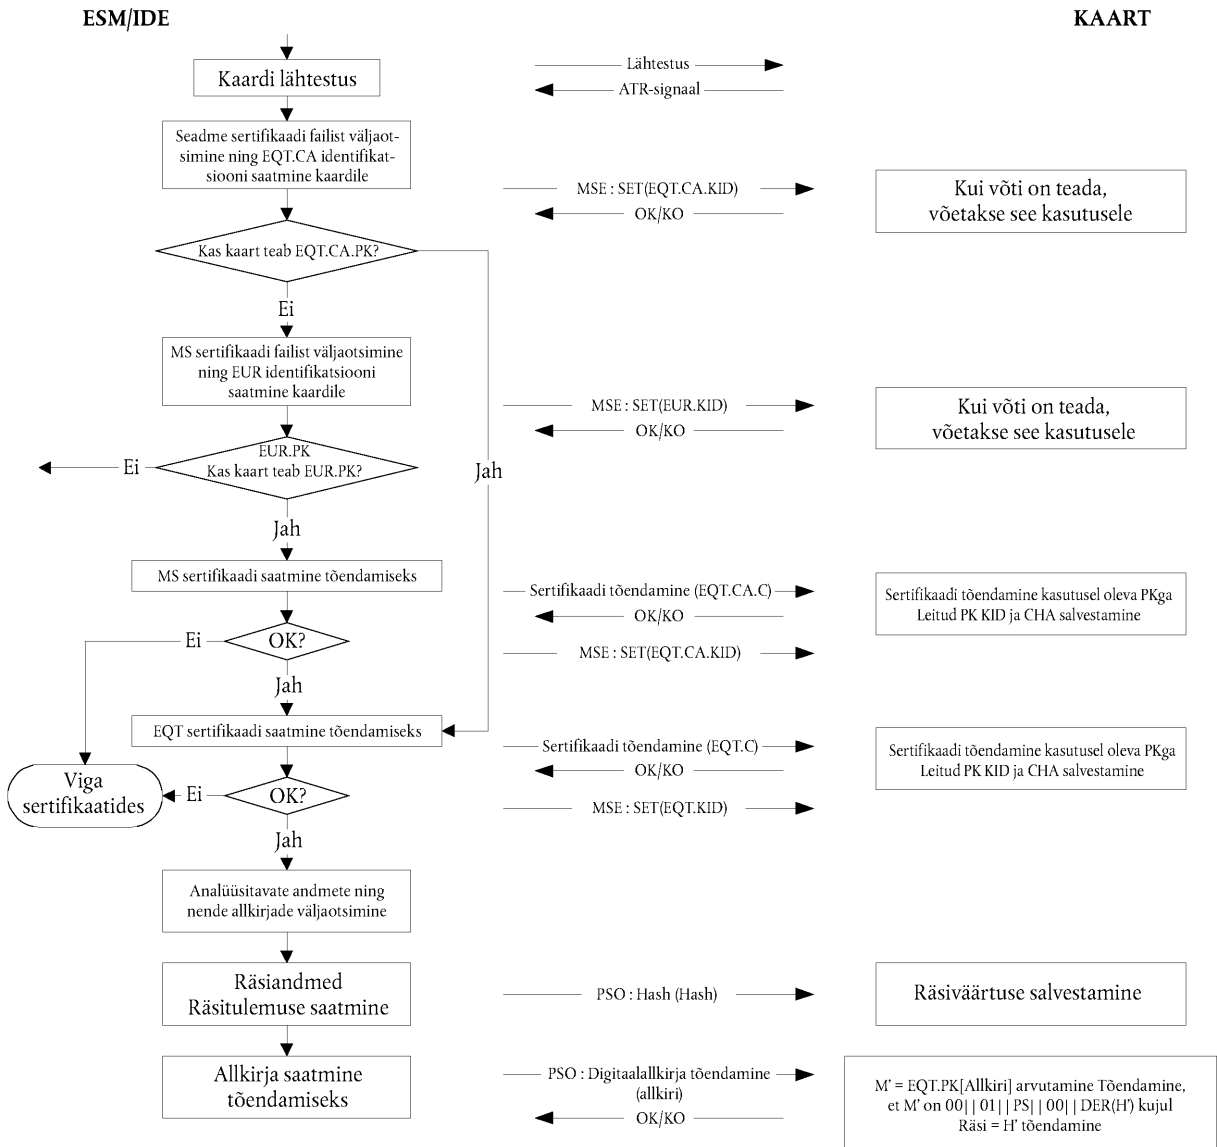 ESM/IDE
KAART
Kaardi lähtestus
Lähtestus
ATR-signaal
Seadme sertifikaadi failist väljaot-
simine ning EQT.CA identifikat-
siooni saatmine kaardile
MSE : SET(EQT.CA.KID)
OK/KO
Kui võti on teada,
võetakse see kasutusele
Kas kaart teab EQT.CA.PK?
Ei
MS sertifikaadi failist väljaotsimine
ning EUR identifikatsiooni
saatmine kaardile
MSE : SET(EUR.KID)
OK/KO
Kui võti on teada,
võetakse see kasutusele
EUR.PK
Kas kaart teab EUR.PK?
Ei
Jah
Jah
MS sertifikaadi saatmine tõendamiseks
Sertifikaadi tõendamine (EQT.CA.C)
OK/KO
Sertifikaadi tõendamine kasutusel oleva PKga
Leitud PK KID ja CHA salvestamine
Ei
OK?
MSE : SET(EQT.CA.KID)
Jah
EQT sertifikaadi saatmine tõendamiseks
Sertifikaadi tõendamine (EQT.C)
OK/KO
Sertifikaadi tõendamine kasutusel oleva PKga
Leitud PK KID ja CHA salvestamine
Viga
sertifikaatides
Ei
OK?
MSE : SET(EQT.KID)
Jah
Analüüsitavate andmete ning
nende allkirjade väljaotsimine
Räsiandmed
Räsitulemuse saatmine
PSO : Hash (Hash)
Räsiväärtuse salvestamine
Allkirja saatmine
tõendamiseks
PSO : Digitaalallkirja tõendamine
(allkiri)
OK/KO
M' = EQT.PK[Allkiri] arvutamine Tõendamine,
et M' on 00|| 01|| PS|| 00|| DER(H') kujul
Räsi = H' tõendamine